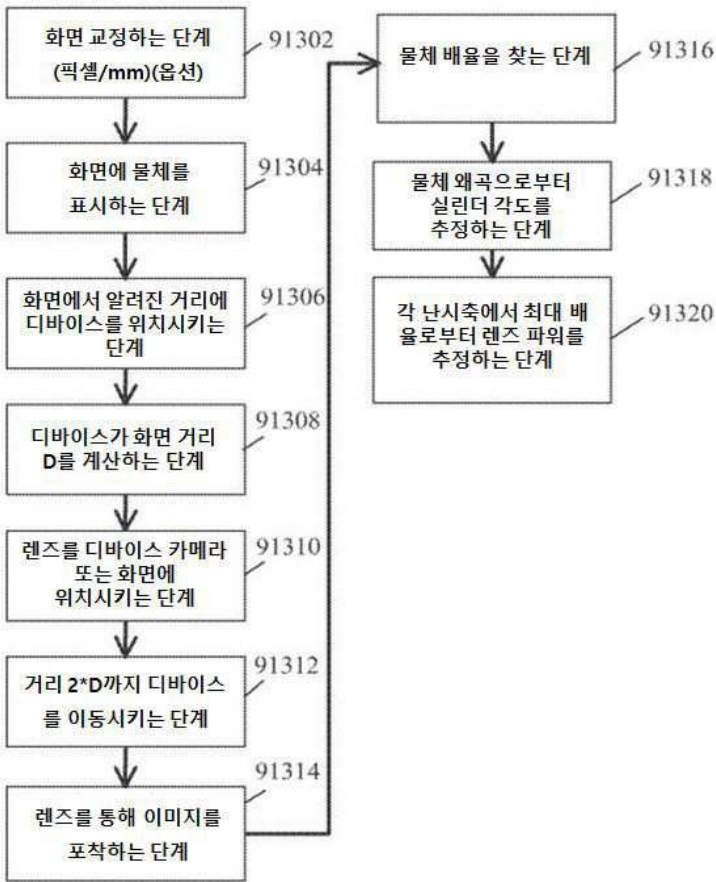 화면 교정하는 단계
(픽셀/mm)(옵션)
91302
화면에 물체를
표시하는 단계
91304
화면에서 알려진 거리에
디바이스를 위치시키는
단계
91306
디바이스가 화면 거리
D를 계산하는 단계
91308
렌즈를 디바이스 카메라
또는 화면에
위치시키는 단계
91310
거리 2*D까지 디바이스
를 이동시키는 단계
91312
렌즈를 통해 이미지를
포착하는 단계
91314
물체 배율을 찾는 단계
91316
물체 왜곡으로부터
실린더 각도를
추정하는 단계
91318
각 난시축에서 최대 배
율로부터 렌즈 파워를
추정하는 단계
91320